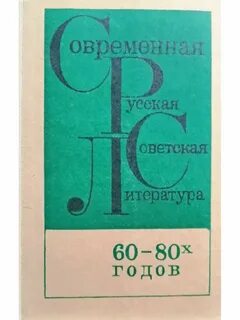 Современная
Русская
Советская
Литература
60-80х
годов